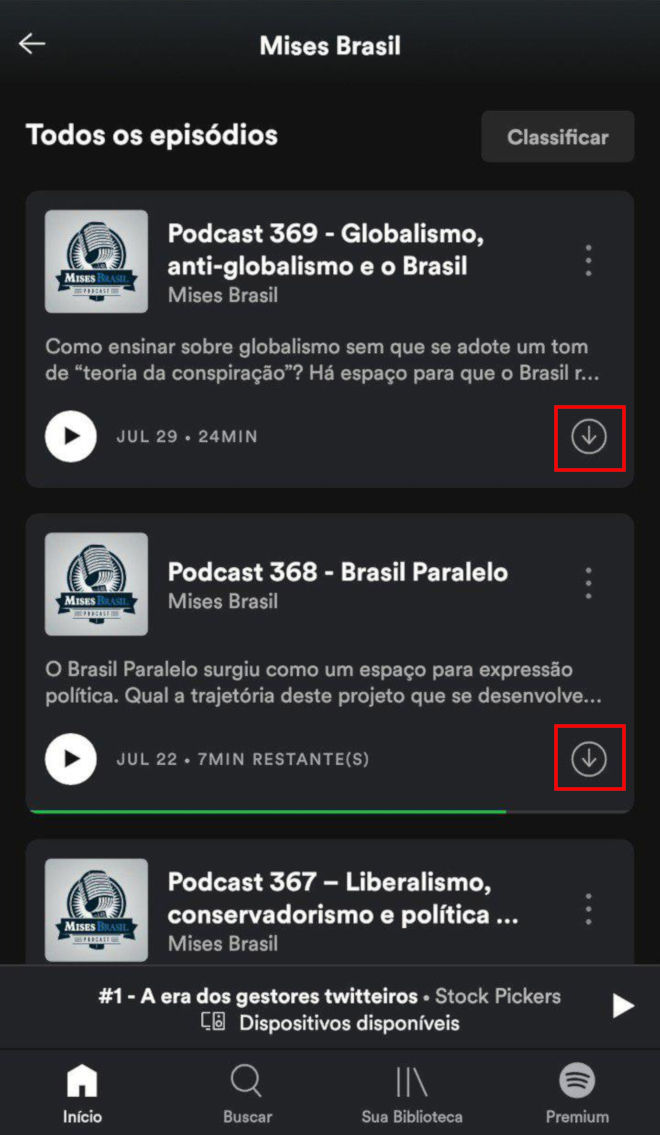 Mises Brasil
Todos os episódios
Classificar
MISES BRASIL
PODCAST
Podcast 369 - Globalismo,
anti-globalismo e o Brasil
Mises Brasil
Como ensinar sobre globalismo sem que se adote um tom
de “teoria da conspiração”? Há espaço para que o Brasil r...
JUL 29 • 24MIN
MISES BRASIL
PODCAST
Podcast 368 - Brasil Paralelo
Mises Brasil
O Brasil Paralelo surgiu como um espaço para expressão
política. Qual a trajetória deste projeto que se desenvolve...
JUL 22 • 7MIN RESTANTE(S)
MISES BRASIL
PODCAST
Podcast 367 – Liberalismo,
conservadorismo e política ...
Mises Brasil
#1 - A era dos gestores twitteiros • Stock Pickers
Dispositivos disponíveis
Início
Buscar
Sua Biblioteca
Premium